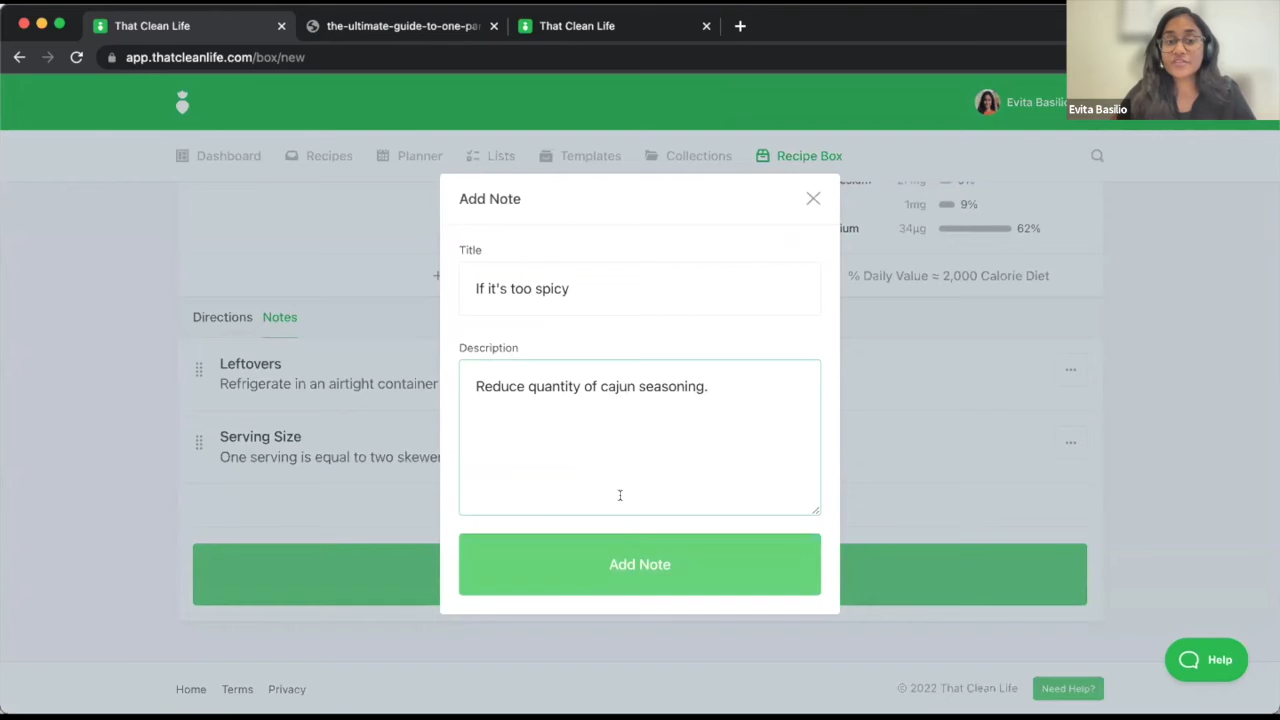 That Clean Life
the-ultimate-guide-to-one-pa
That Clean Life
app.thatcleanlife.com/box/new
Evita Basilio
Evita Basili
Dashboard
Recipes
Planner
Lists
Templates
Collections
Recipe Box
Add Note
Title
If it's too spicy
Description
Reduce quantity of cajun seasoning.
Add Note
1mg
9%
ium
34µg
62%
% Daily Value ≈ 2,000 Calorie Diet
Directions
Notes
Leftovers
Refrigerate in an airtight container
Serving Size
One serving is equal to two skewer
Help
Home
Terms
Privacy
© 2022 That Clean Life
Need Help?